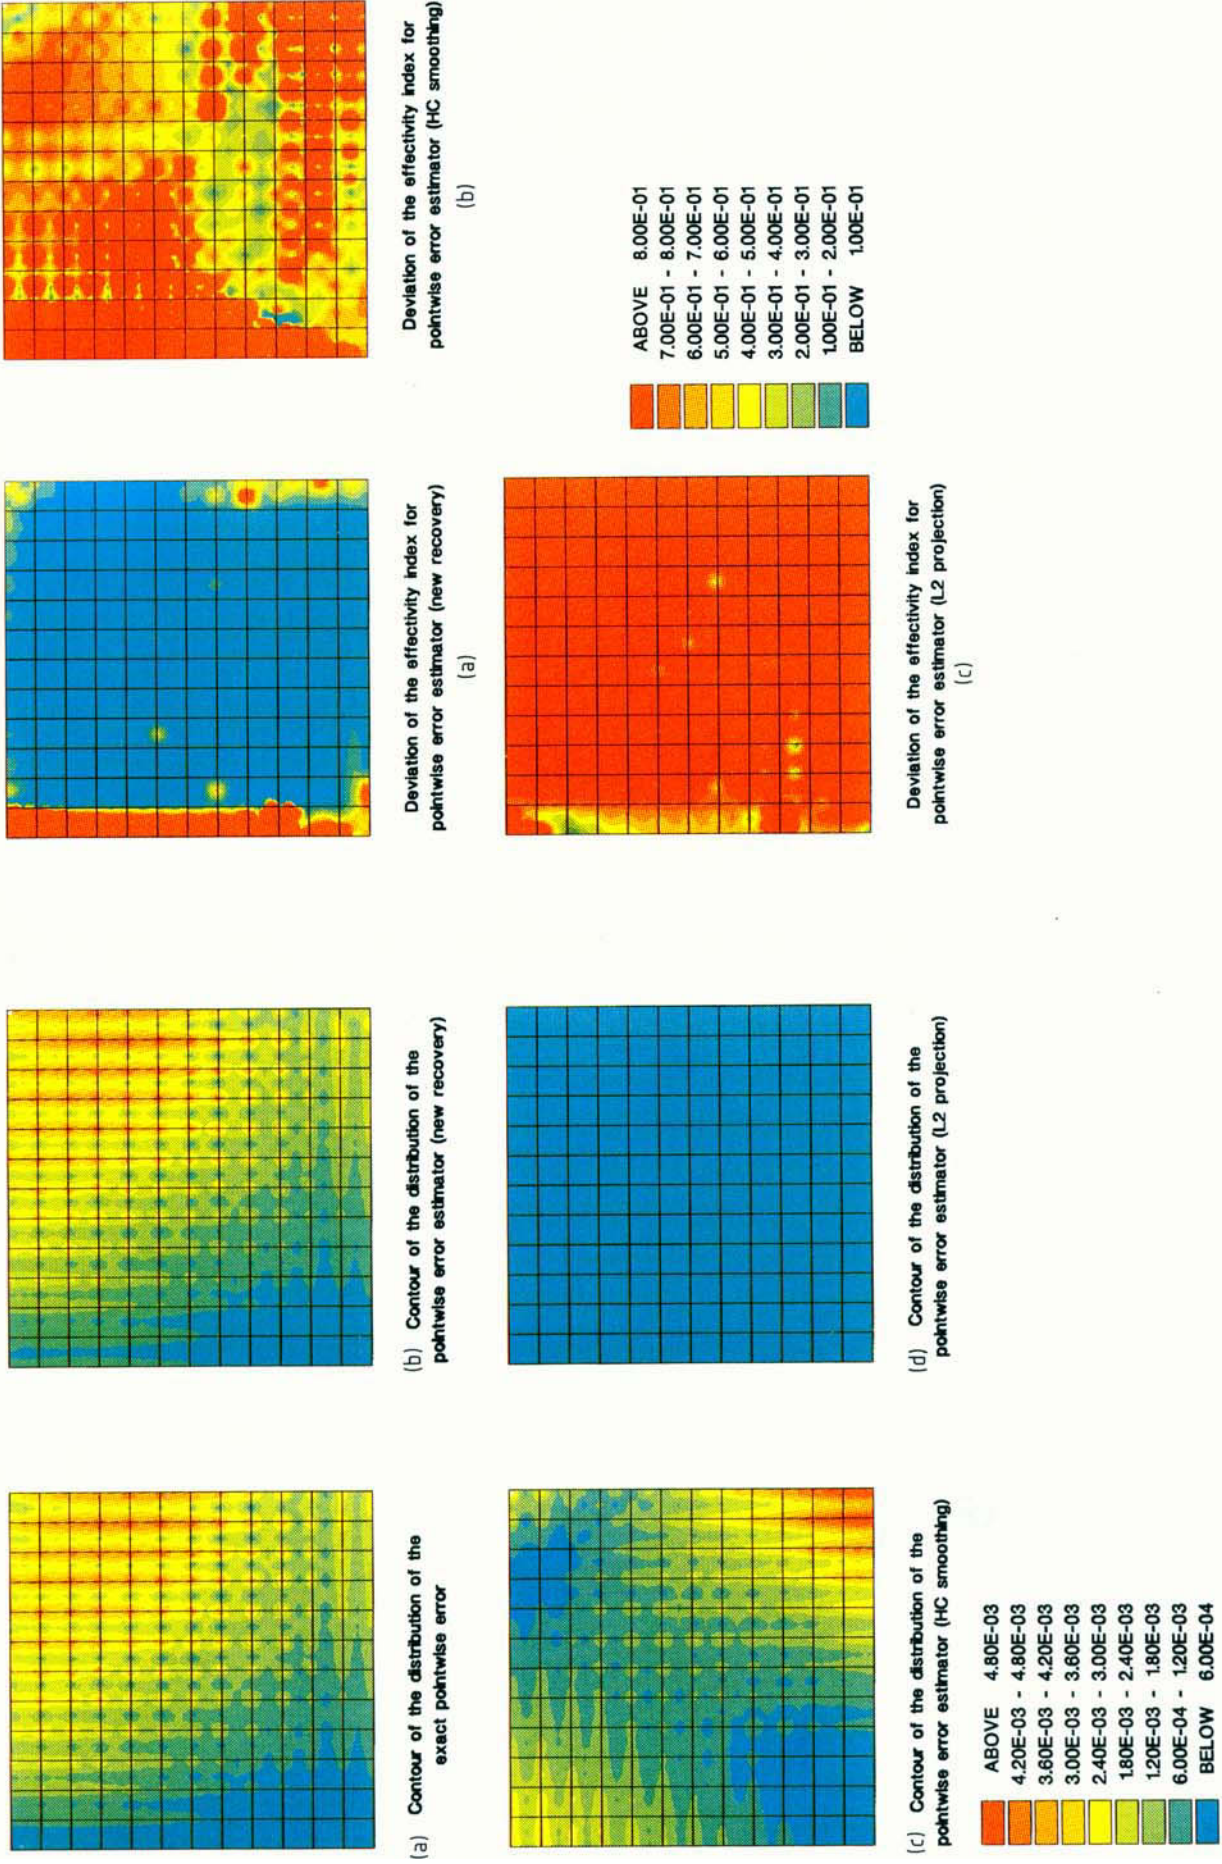 Deviation of the effectivity index for
pointwise error estimator (HC smoothing)
(b)
Deviation of the effectivity index for
pointwise error estimator (new recovery)
(a)
ABOVE 8.00E-01
7.00E-01 - 8.00E-01
6.00E-01 - 7.00E-01
5.00E-01 - 6.00E-01
4.00E-01 - 5.00E-01
3.00E-01 - 4.00E-01
2.00E-01 - 3.00E-01
1.00E-01 - 2.00E-01
BELOW 1.00E-01
Deviation of the effectivity index for
pointwise error estimator (L2 projection)
(c)
(b) Contour of the distribution of the
pointwise error estimator (new recovery)
(d) Contour of the distribution of the
pointwise error estimator (L2 projection)
(a) Contour of the distribution of the
exact pointwise error
(c) Contour of the distribution of the
pointwise error estimator (HC smoothing)
ABOVE 4.80E-03
4.20E-03 - 4.80E-03
3.60E-03 - 4.20E-03
3.00E-03 - 3.60E-03
2.40E-03 - 3.00E-03
1.80E-03 - 2.40E-03
1.20E-03 - 1.80E-03
6.00E-04 - 1.20E-03
BELOW 6.00E-04